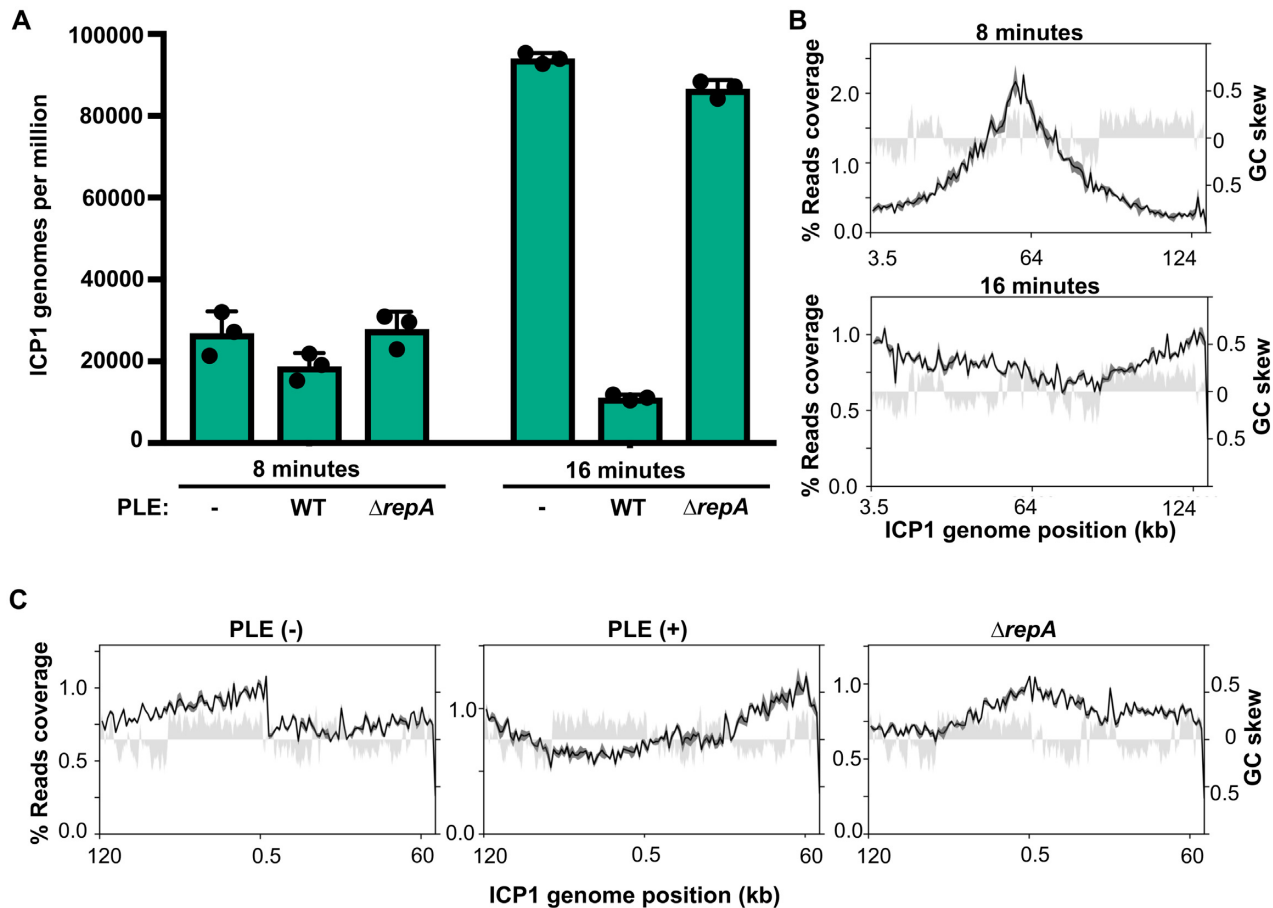 A
ICP1 genomes per million
100000
80000
60000
40000
20000
0
8 minutes
16 minutes
PLE: - WT ΔrepA - WT ΔrepA
B
8 minutes
% Reads coverage
2.0
1.0
0.0
0.5
0
0.5
GC skew
3.5 64 124
16 minutes
% Reads coverage
1.0
0.5
0.0
0.5
0
0.5
GC skew
3.5 64 124
ICP1 genome position (kb)
C
PLE (-)
PLE (+)
ΔrepA
% Reads coverage
1.0
0.5
0.0
1.0
0.0
1.0
0.5
0.0
0.5
0
0.5
GC skew
120 0.5 60
120 0.5 60
120 0.5 60
ICP1 genome position (kb)